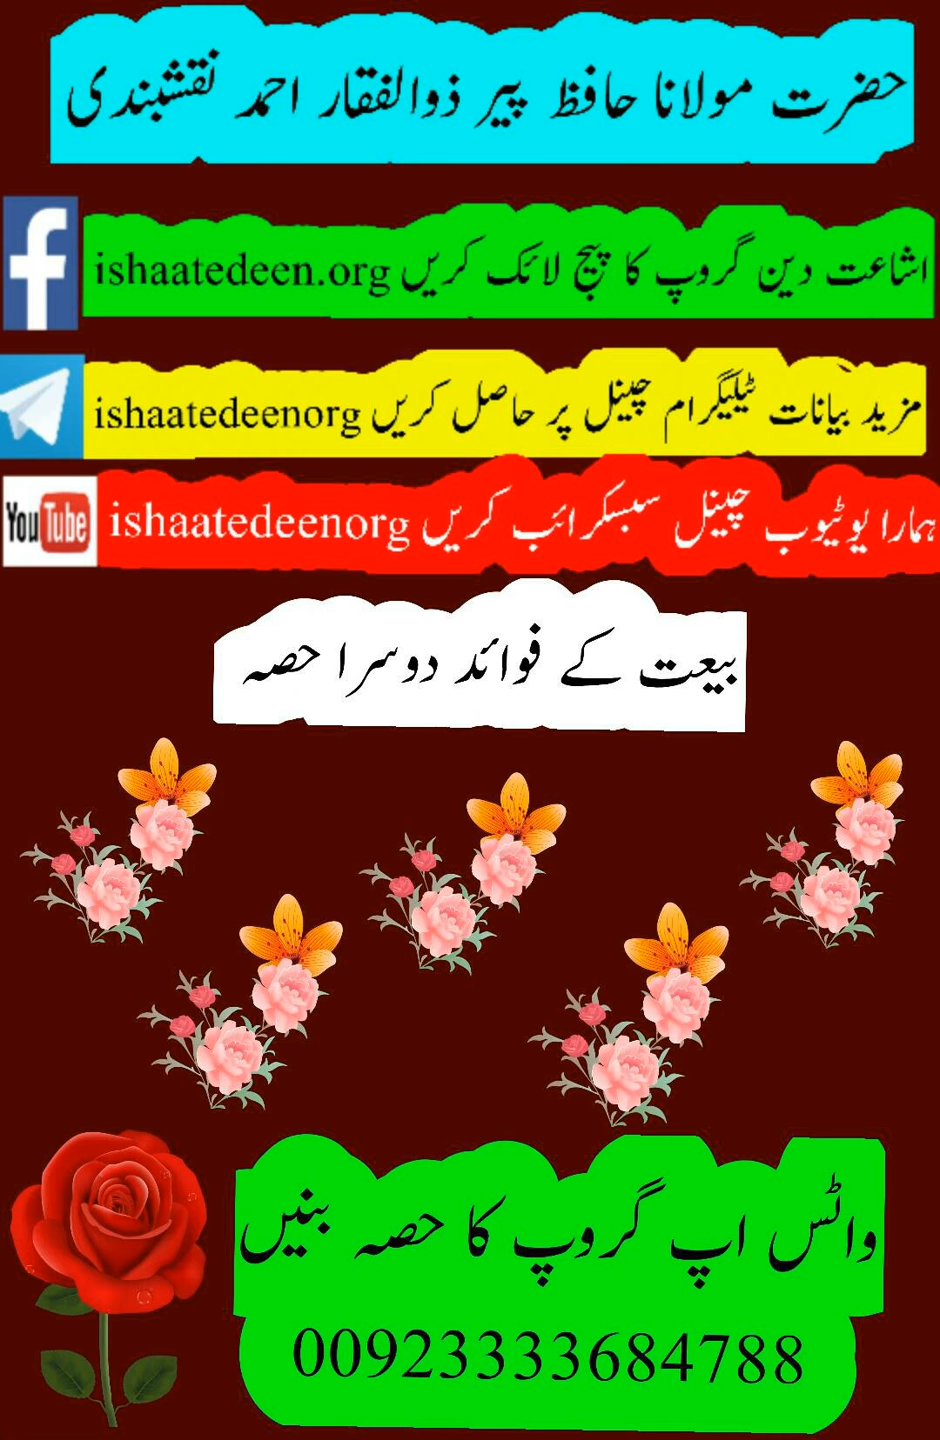 حضرت مولانا حافظ پیر ذوالفقار احمد نقشبندی
اشاعت دین گروپ کا پیج لائک کریں ishaatedeen.org
مزید بیانات ٹیلیگرام چینل پر حاصل کریں ishaatedeenorg
You Tube
ہمارا یوٹیوب چینل سبسکرائب کریں ishaatedeenorg
بیعت کے فوائد دوسرا حصہ
واٹس اپ گروپ کا حصہ بنیں
00923333684788